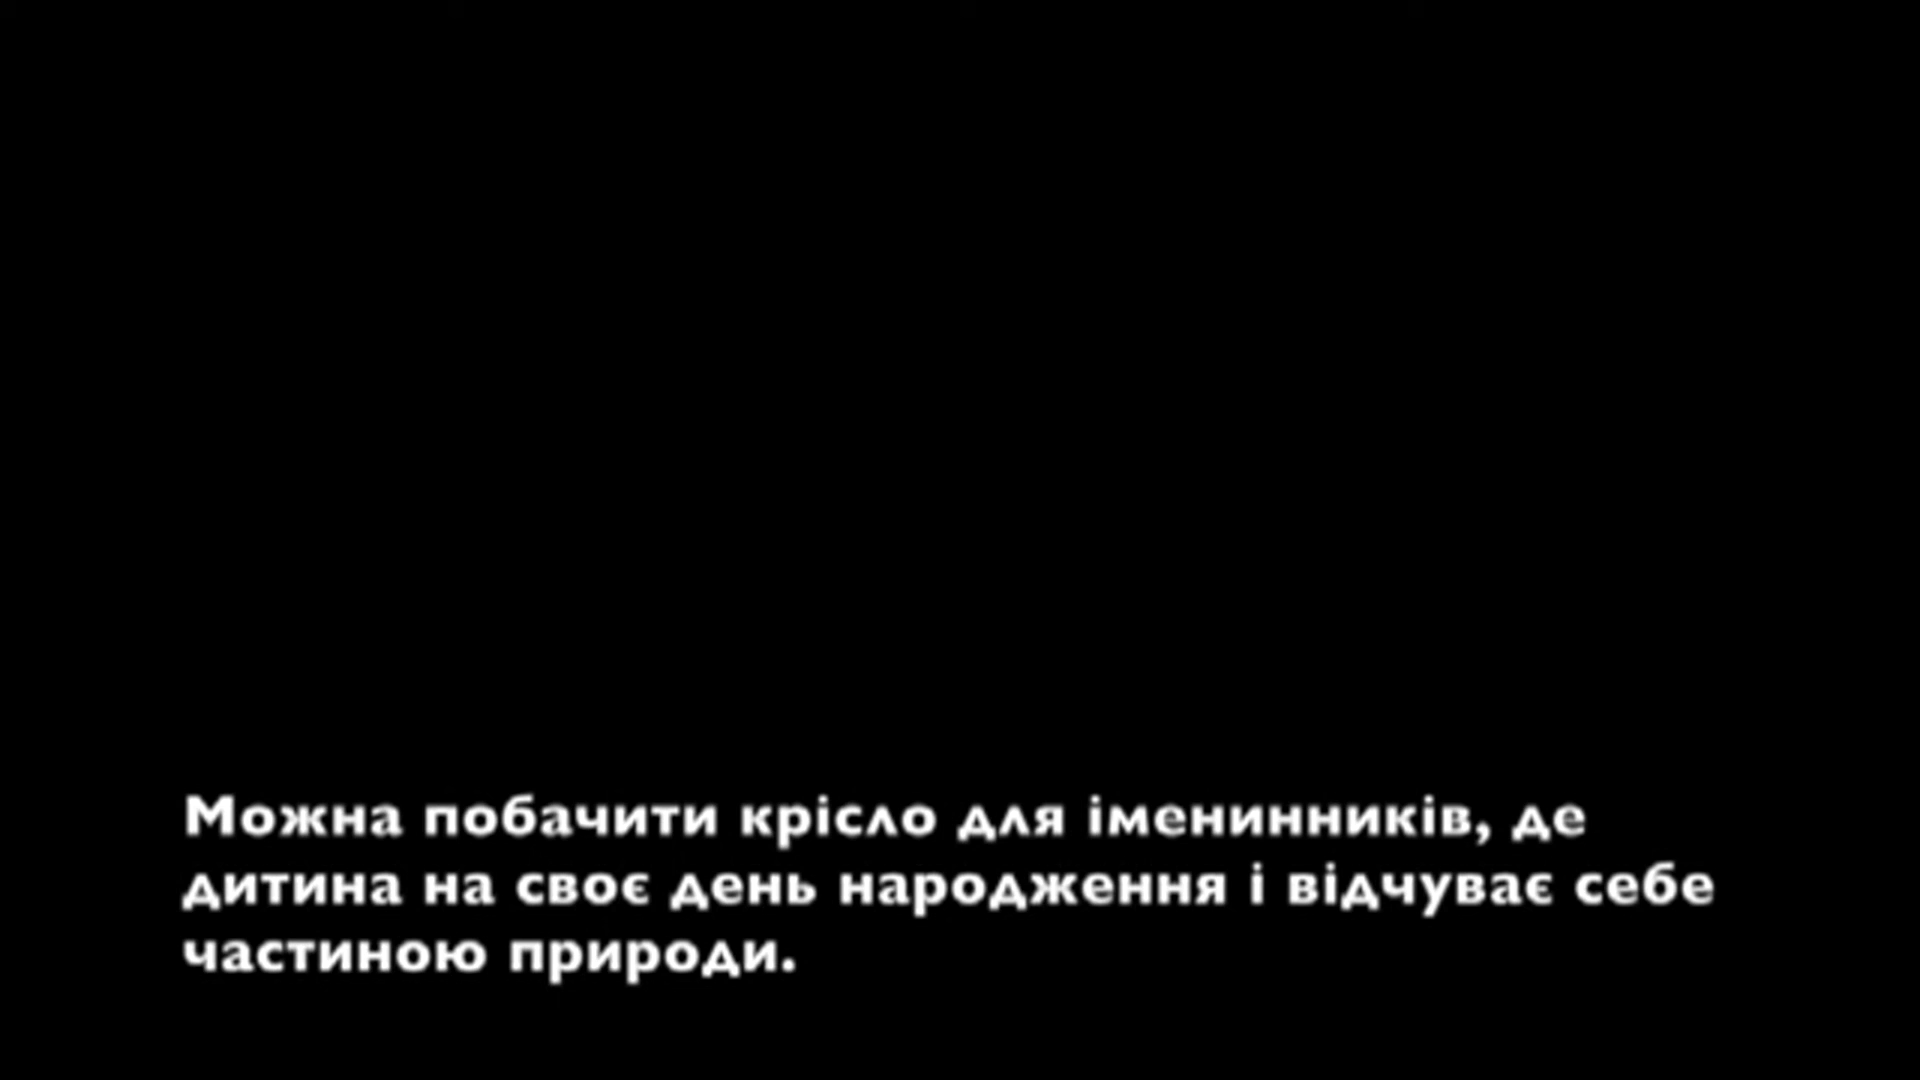 Можна побачити крісло для іменинників, де
дитина на своє день народження і відчуває себе
частиною природи.